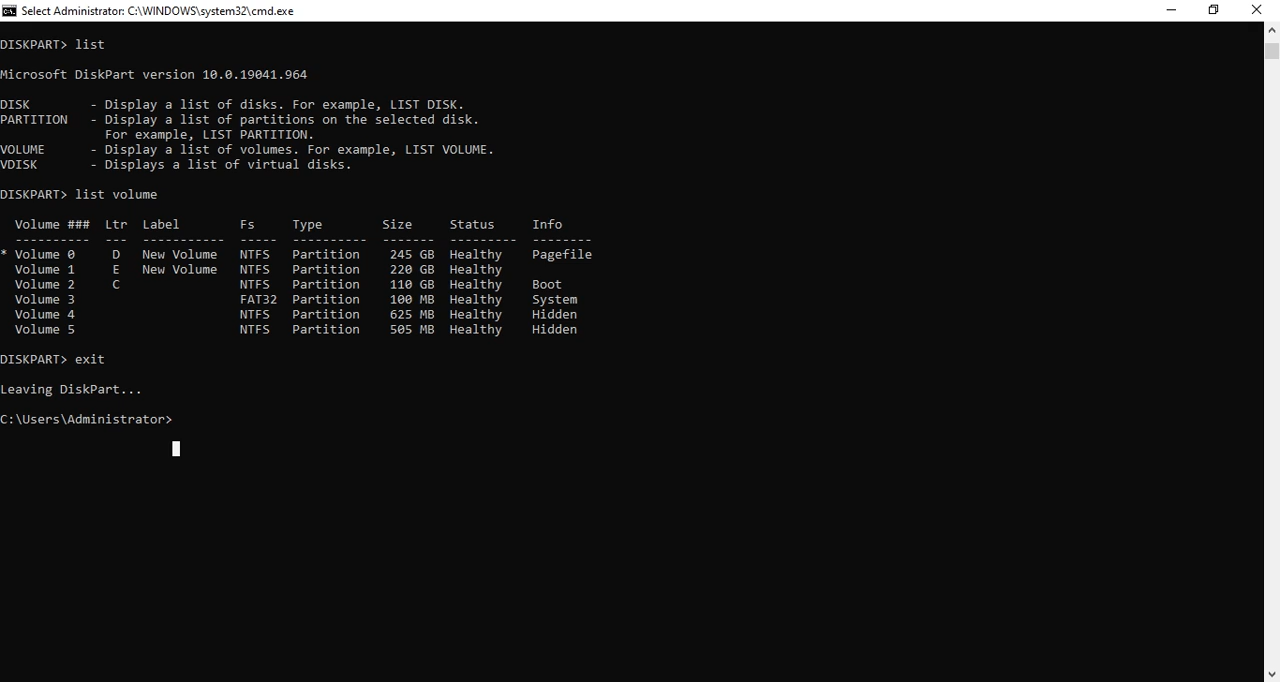 Select Administrator: C:\WINDOWS\system32\cmd.exe
DISKPART> list
Microsoft DiskPart version 10.0.19041.964
DISK        - Display a list of disks. For example, LIST DISK.
PARTITION   - Display a list of partitions on the selected disk.
              For example, LIST PARTITION.
VOLUME      - Display a list of volumes. For example, LIST VOLUME.
VDISK       - Displays a list of virtual disks.
DISKPART> list volume
  Volume ###  Ltr  Label        Fs     Type        Size     Status     Info
  ----------  ---  -----------  -----  ----------  -------  ---------  --------
* Volume 0     D   New Volume   NTFS   Partition    245 GB  Healthy    Pagefile
  Volume 1     E   New Volume   NTFS   Partition    220 GB  Healthy
  Volume 2     C                NTFS   Partition    110 GB  Healthy    Boot
  Volume 3                      FAT32  Partition    100 MB  Healthy    System
  Volume 4                      NTFS   Partition    625 MB  Healthy    Hidden
  Volume 5                      NTFS   Partition    505 MB  Healthy    Hidden
DISKPART> exit
Leaving DiskPart...
C:\Users\Administrator>